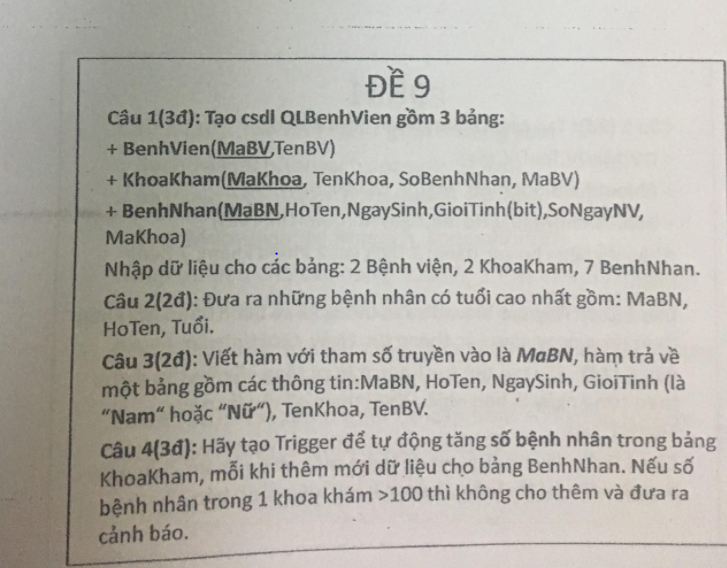 ĐỀ 9
Câu 1(3đ): Tạo csdl QLBenhVien gồm 3 bảng:
+ BenhVien(MaBV,TenBV)
+ KhoaKham(MaKhoa, TenKhoa, SoBenhNhan, MaBV)
+ BenhNhan(MaBN,HoTen,NgaySinh,GioiTinh(bit),SoNgayNV,
MaKhoa)
Nhập dữ liệu cho các bảng: 2 Bệnh viện, 2 KhoaKham, 7 BenhNhan.
Câu 2(2đ): Đưa ra những bệnh nhân có tuổi cao nhất gồm: MaBN,
HoTen, Tuổi.
Câu 3(2đ): Viết hàm với tham số truyền vào là MaBN, hàm trả về
một bảng gồm các thông tin:MaBN, HoTen, NgaySinh, GioiTinh (là
“Nam“ hoặc “Nữ“), TenKhoa, TenBV.
Câu 4(3đ): Hãy tạo Trigger để tự động tăng số bệnh nhân trong bảng
KhoaKham, mỗi khi thêm mới dữ liệu cho bảng BenhNhan. Nếu số
bệnh nhân trong 1 khoa khám >100 thì không cho thêm và đưa ra
cảnh báo.